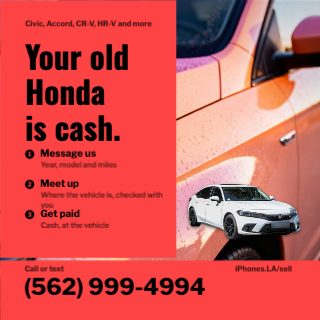 Civic, Accord, CR-V, HR-V and more
Your old
Honda
is cash.
1 Message us
Year, model and miles
2 Meet up
Where the vehicle is, checked with
you
3 Get paid
Cash, at the vehicle
Call or text
iPhones.LA/sell
(562) 999-4994